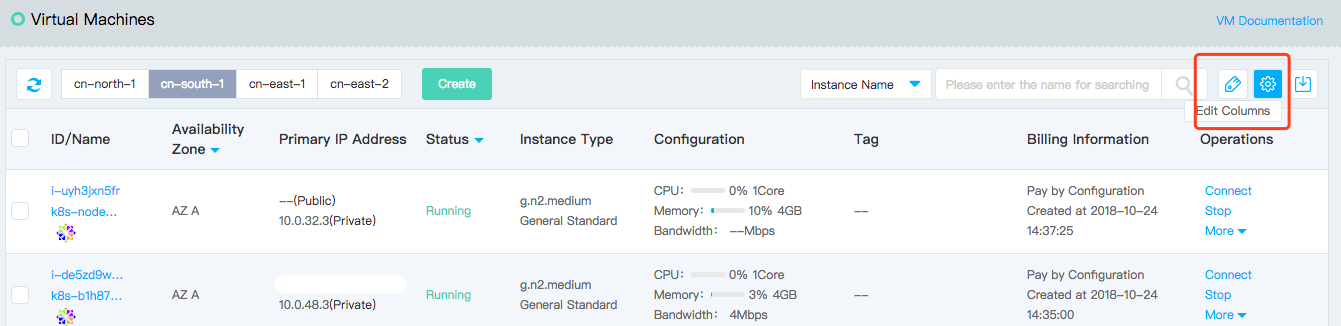 Virtual Machines
VM Documentation
cn-north-1 cn-south-1 cn-east-1 cn-east-2 Create Instance Name Please enter the name for searching
Edit Columns
ID/Name Availability Zone Primary IP Address Status Instance Type Configuration Tag Billing Information Operations
i-uyh3jxn5fr CPU: 0% 1Core Pay by Configuration Connect
k8s-node... AZ A --(Public) 10.0.32.3(Private) Running g.n2.medium General Standard Memory: 10% 4GB -- Created at 2018-10-24 Stop
Bandwidth: --Mbps 14:37:25 More
i-de5zd9w... CPU: 0% 1Core Pay by Configuration Connect
k8s-b1h87... AZ A 10.0.48.3(Private) Running g.n2.medium General Standard Memory: 3% 4GB -- Created at 2018-10-24 Stop
Bandwidth: 4Mbps 14:35:00 More